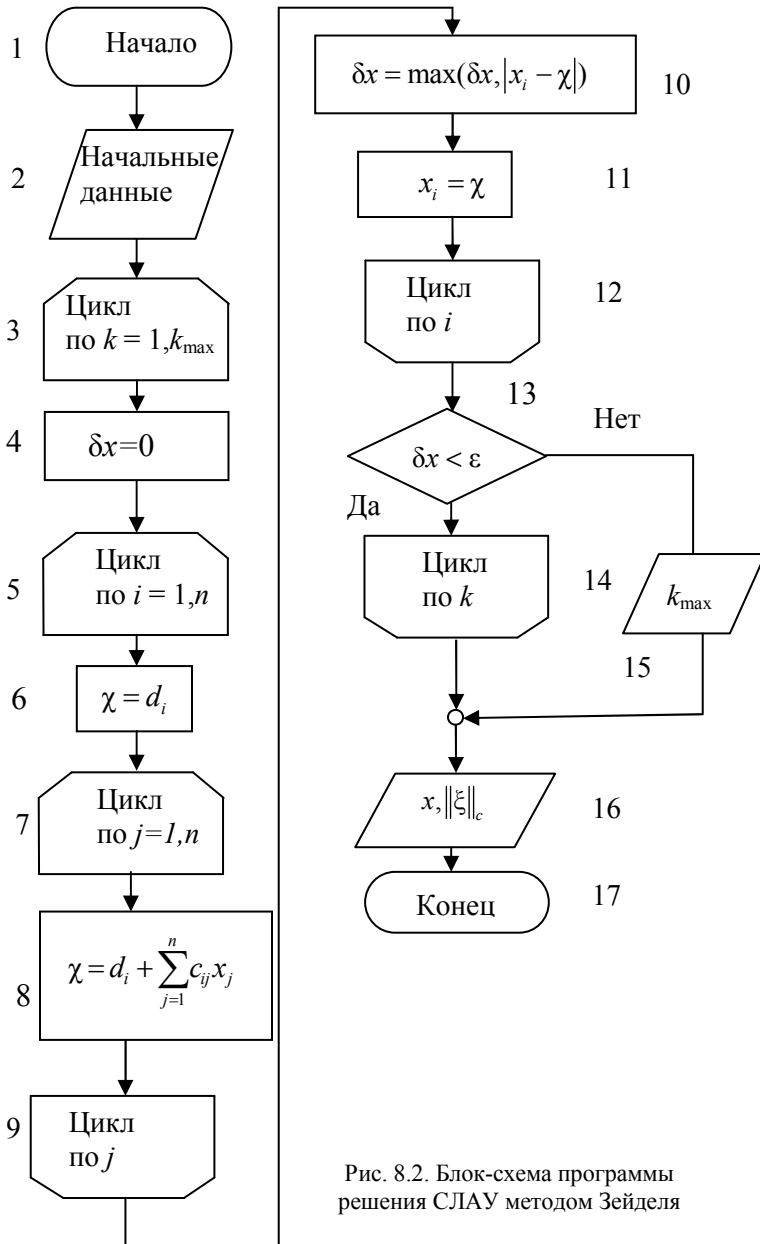 1
Начало
2
Начальные
данные
3
Цикл
по k = 1,kmax
4
δx=0
5
Цикл
по i = 1,n
6
χ = dᵢ
7
Цикл
по j=1,n
8
χ = dᵢ + ∑ⁿⱼ₌₁ cᵢⱼxⱼ
9
Цикл
по j
δx = max(δx,|xᵢ − χ|)
10
xᵢ = χ
11
Цикл
по i
12
13
δx < ε
Нет
Да
Цикл
по k
14
kmax
15
x,‖ξ‖c
16
Конец
17
Рис. 8.2. Блок-схема программы
решения СЛАУ методом Зейделя